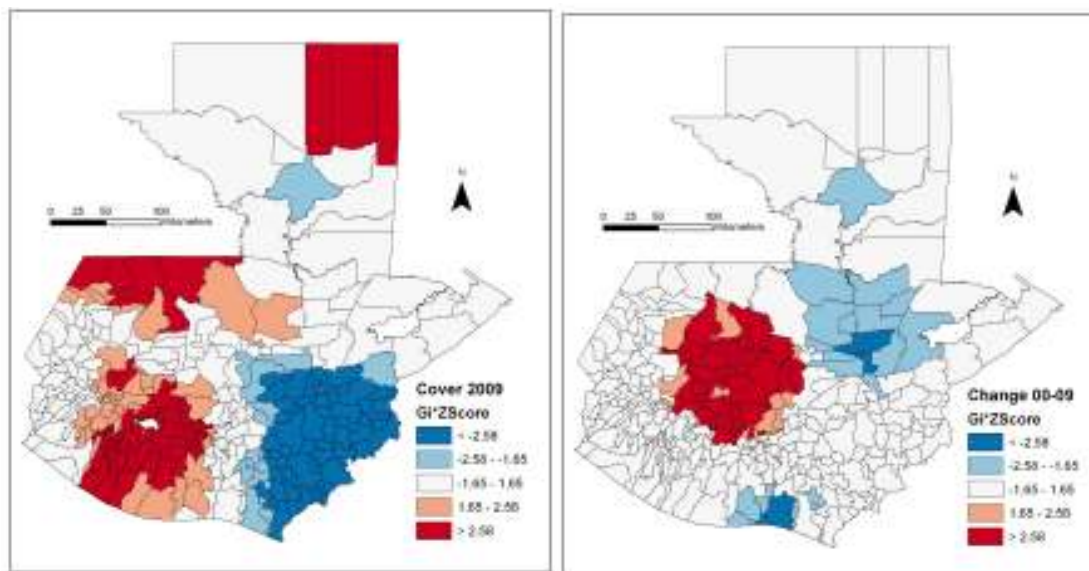 N
0 25 50 100
Kilometers
Cover 2009
Gi*ZScore
< -2.58
-2.58 - -1.65
-1.65 - 1.65
1.65 - 2.58
> 2.58
N
0 25 50 100
Kilometers
Change 00-09
Gi*ZScore
< -2.58
-2.58 - -1.65
-1.65 - 1.65
1.65 - 2.58
> 2.58